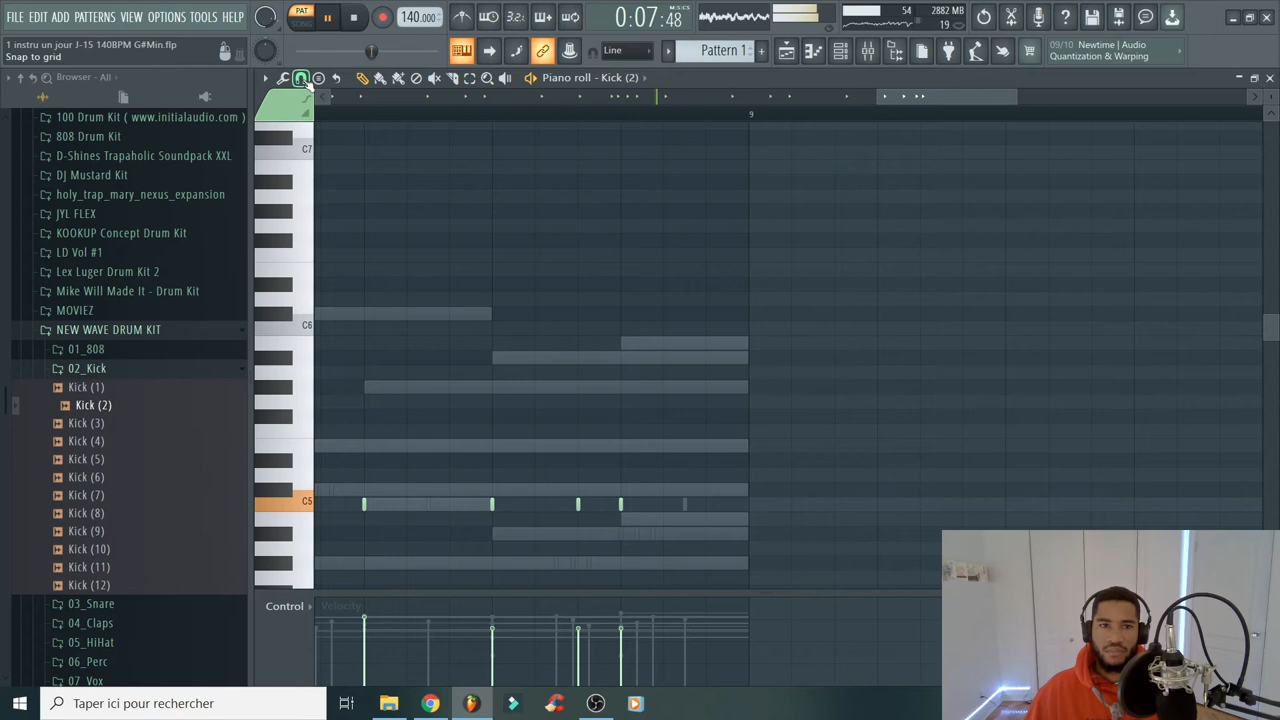 FILE EDIT ADD PATTERNS VIEW OPTIONS TOOLS HELP
PAT
SONG
140.000
3.2.
0:07:48
M:S:CS
54
2882 MB
19
1 instru un jour J-15 140BPM G#Min.flp
Snap to grid
Line
Pattern 1
09/10 Newtime | Audio
Quantization & Warping
Browser - All
Piano roll - Kick (2)
9
100 Drum Kit ( www.initialaudio.com )
808 Drum Kit
D-Shines Trapaholic Soundpack XXL
DJ Mustard Kit
holy_trap_mary_nexus_expansion
JVL FLEX
KOOKUP Concept Drum Kit
LD Vol #1
Lex Luger Drum Kit 2
Mike Will Made It - Drum Kit
MOVIEZ
NEW WAVE DRUM KIT
01_808
02_Kick
Kick (1)
Kick (2)
Kick (3)
Kick (4)
Kick (5)
Kick (6)
Kick (7)
Kick (8)
Kick (9)
Kick (10)
Kick (11)
Kick (12)
03_Snare
04_Claps
05_HiHat
06_Perc
07_Vox
C7
C6
C5
Control
Velocity
Taper ici pour rechercher